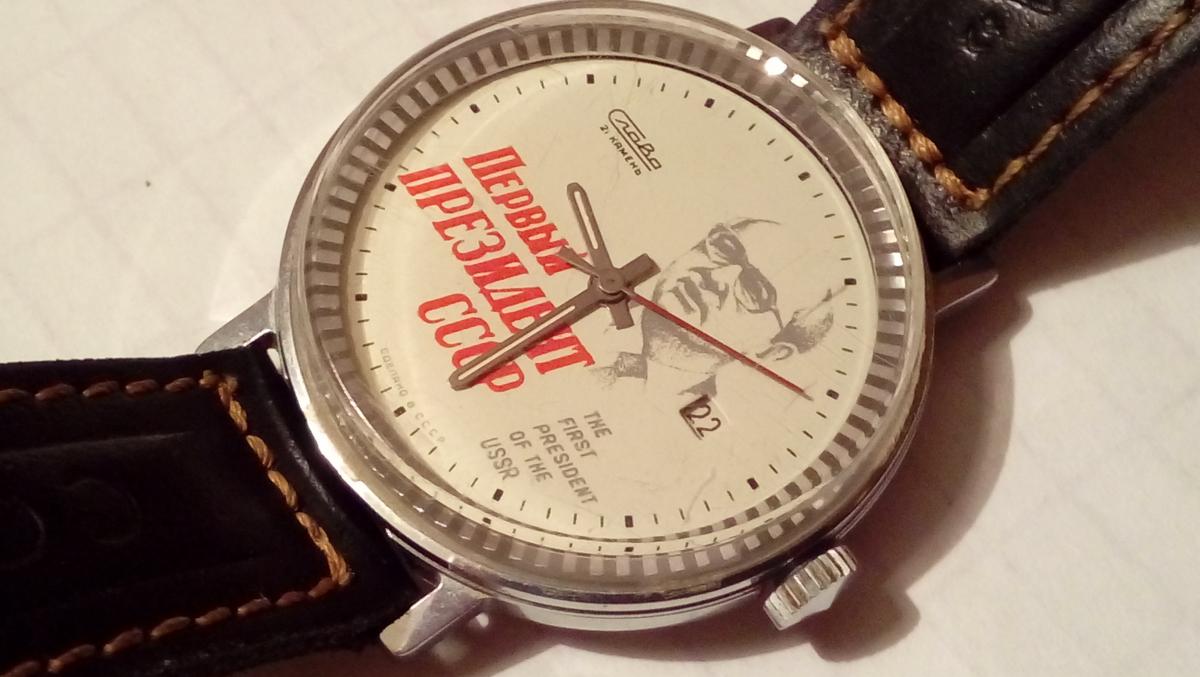 Слава
21 КАМЕНЬ
Первый
ПРЕЗИДЕНТ
СССР
THE
FIRST
PRESIDENT
OF THE
USSR
22
СДЕЛАНО В СССР